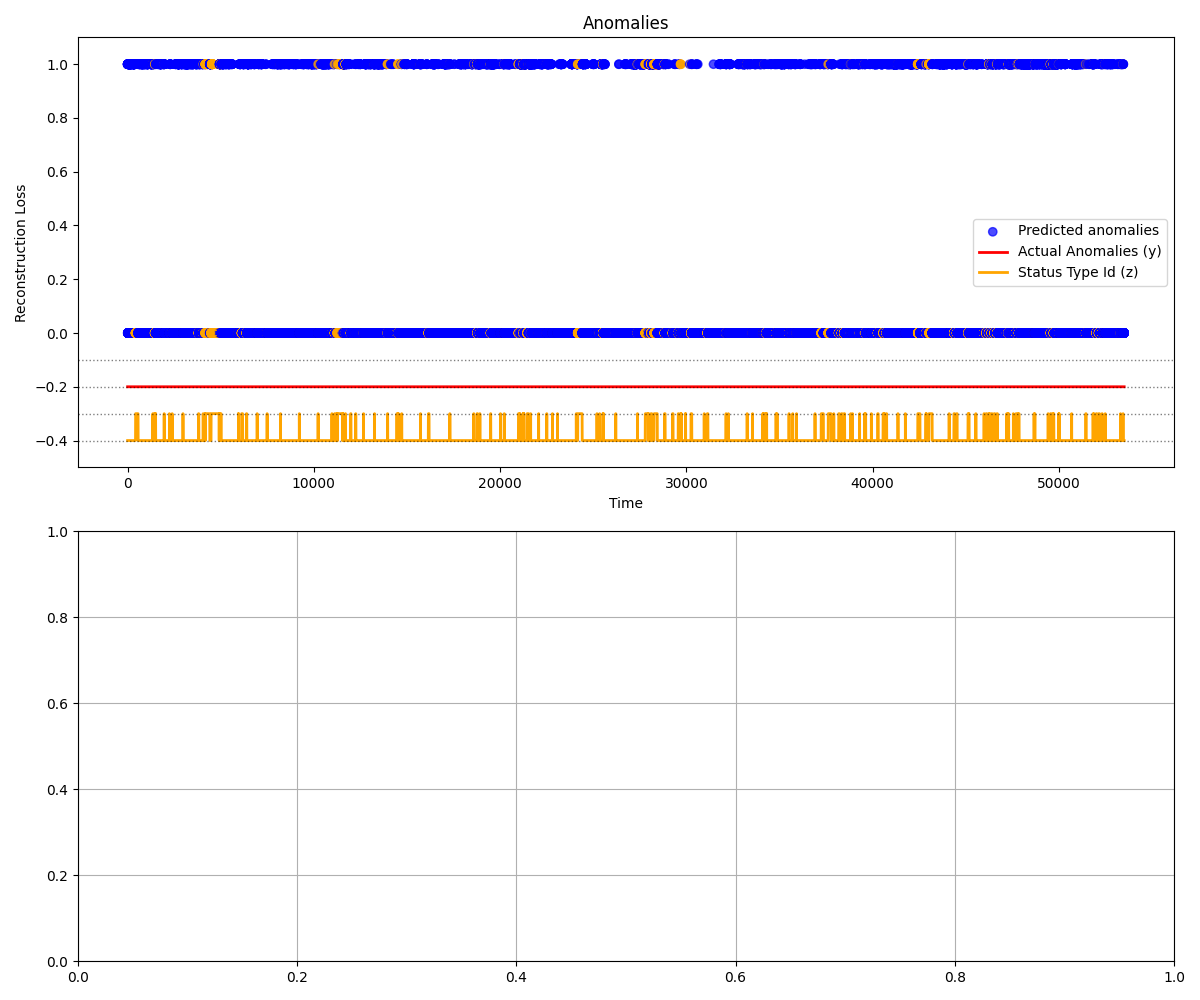 Anomalies
1.0
0.8
0.6
0.4
0.2
0.0
−0.2
−0.4
Reconstruction Loss
Predicted anomalies
Actual Anomalies (y)
Status Type Id (z)
0 10000 20000 30000 40000 50000
Time
1.0
0.8
0.6
0.4
0.2
0.0
0.0 0.2 0.4 0.6 0.8 1.0